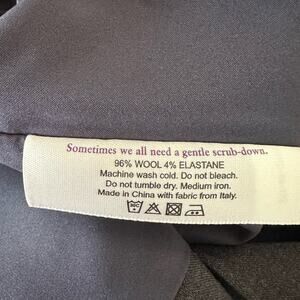 Sometimes we all need a gentle scrub-down.
96% WOOL 4% ELASTANE
Machine wash cold. Do not bleach.
Do not tumble dry. Medium iron.
Made in China with fabric from Italy.